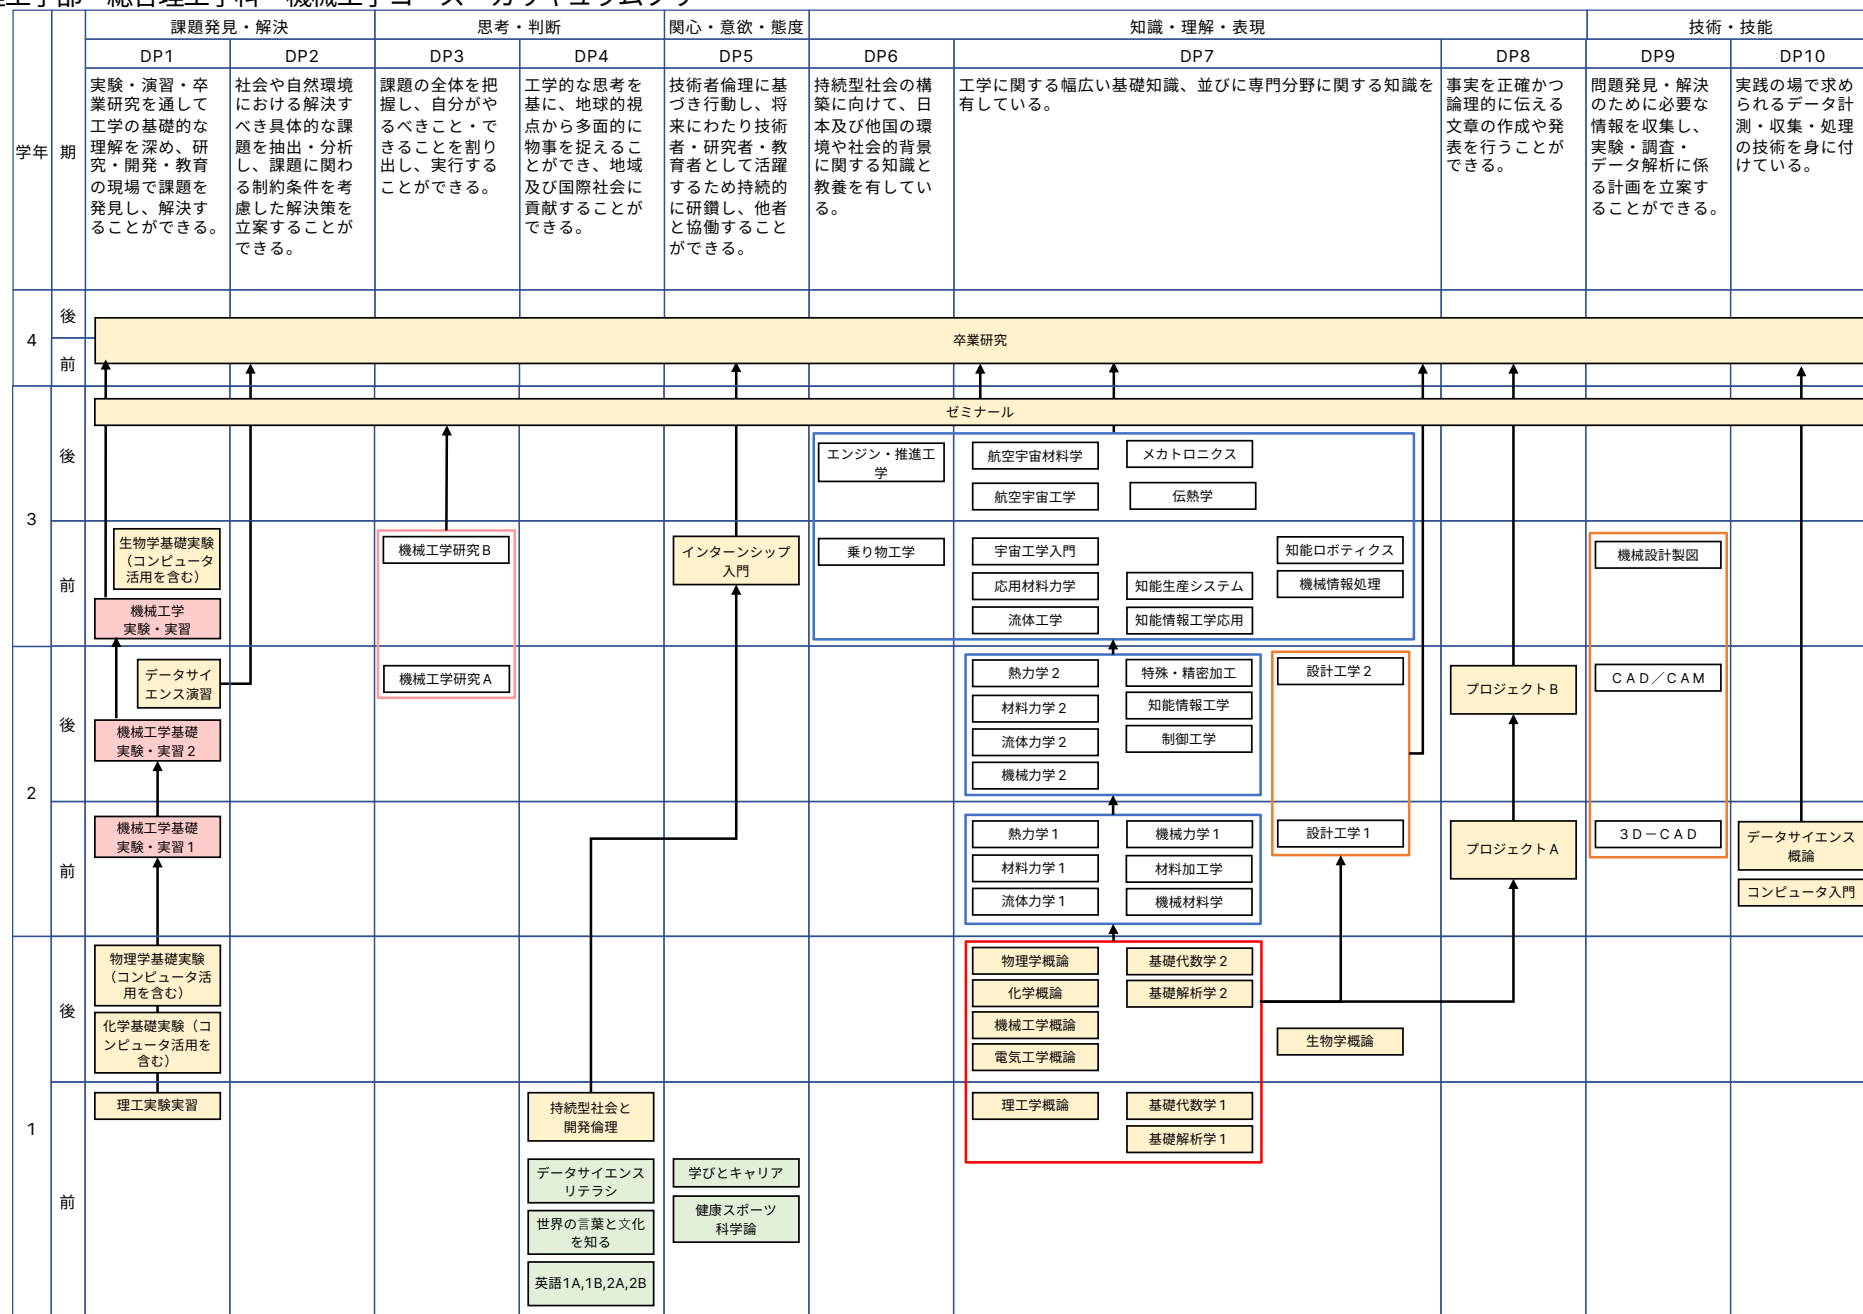 理工学部　総合理工学科　機械工学コース　カリキュラムツリー
課題発見・解決
思考・判断
関心・意欲・態度
知識・理解・表現
技術・技能
学年
期
DP1
DP2
DP3
DP4
DP5
DP6
DP7
DP8
DP9
DP10
実験・演習・卒
業研究を通して
工学の基礎的な
理解を深め、研
究・開発・教育
の現場で課題を
発見し、解決す
ることができる。
社会や自然環境
における解決す
べき具体的な課
題を抽出・分析
し、課題に関わ
る制約条件を考
慮した解決策を
立案することが
できる。
課題の全体を把
握し、自分がや
るべきこと・で
きることを割り
出し、実行する
ことができる。
工学的な思考を
基に、地球的視
点から多面的に
物事を捉えるこ
とができ、地域
及び国際社会に
貢献することが
できる。
技術者倫理に基
づき行動し、将
来にわたり技術
者・研究者・教
育者として活躍
するため持続的
に研鑽し、他者
と協働すること
ができる。
持続型社会の構
築に向けて、日
本及び他国の環
境や社会的背景
に関する知識と
教養を有してい
る。
工学に関する幅広い基礎知識、並びに専門分野に関する知識を
有している。
事実を正確かつ
論理的に伝える
文章の作成や発
表を行うことが
できる。
問題発見・解決
のために必要な
情報を収集し、
実験・調査・
データ解析に係
る計画を立案す
ることができる。
実践の場で求め
られるデータ計
測・収集・処理
の技術を身に付
けている。
4
後
前
卒業研究
ゼミナール
3
後
エンジン・推進工
学
航空宇宙材料学
メカトロニクス
航空宇宙工学
伝熱学
前
生物学基礎実験
（コンピュータ
活用を含む）
機械工学
実験・実習
機械工学研究B
インターンシップ
入門
乗り物工学
宇宙工学入門
知能ロボティクス
応用材料力学
知能生産システム
機械情報処理
流体工学
知能情報工学応用
機械設計製図
2
後
データサイ
エンス演習
機械工学基礎
実験・実習2
機械工学研究A
熱力学2
特殊・精密加工
設計工学2
材料力学2
知能情報工学
流体力学2
制御工学
機械力学2
プロジェクトB
CAD／CAM
前
機械工学基礎
実験・実習1
熱力学1
機械力学1
設計工学1
材料力学1
材料加工学
流体力学1
機械材料学
プロジェクトA
3D－CAD
データサイエンス
概論
コンピュータ入門
1
後
物理学基礎実験
（コンピュータ活
用を含む）
化学基礎実験（コ
ンピュータ活用を
含む）
物理学概論
基礎代数学2
化学概論
基礎解析学2
機械工学概論
電気工学概論
生物学概論
前
理工実験実習
持続型社会と
開発倫理
理工学概論
基礎代数学1
基礎解析学1
データサイエンス
リテラシ
学びとキャリア
世界の言葉と文化
を知る
健康スポーツ
科学論
英語1A,1B,2A,2B